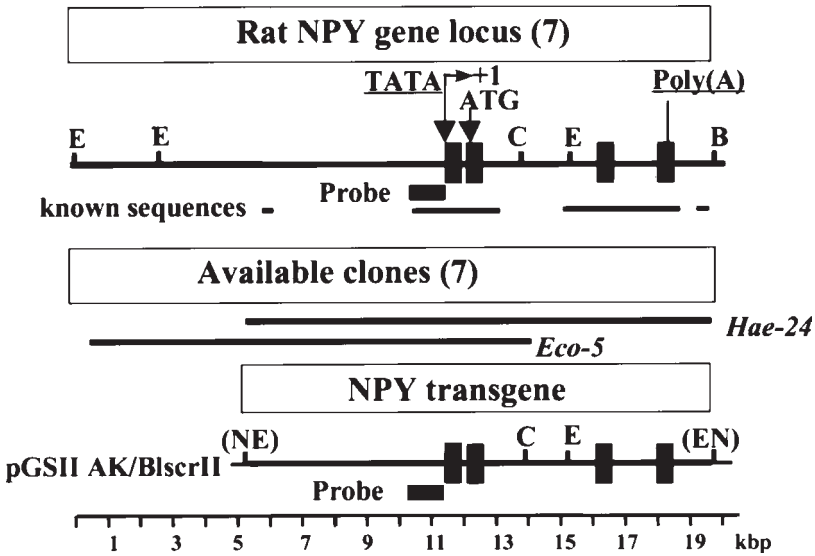 Rat NPY gene locus (7)
TATA +1
ATG
Poly(A)
E E C E B
Probe
known sequences
Available clones (7)
Hae-24
Eco-5
NPY transgene
(NE) C E (EN)
pGSII AK/BlscrII
Probe
1 3 5 7 9 11 13 15 17 19 kbp